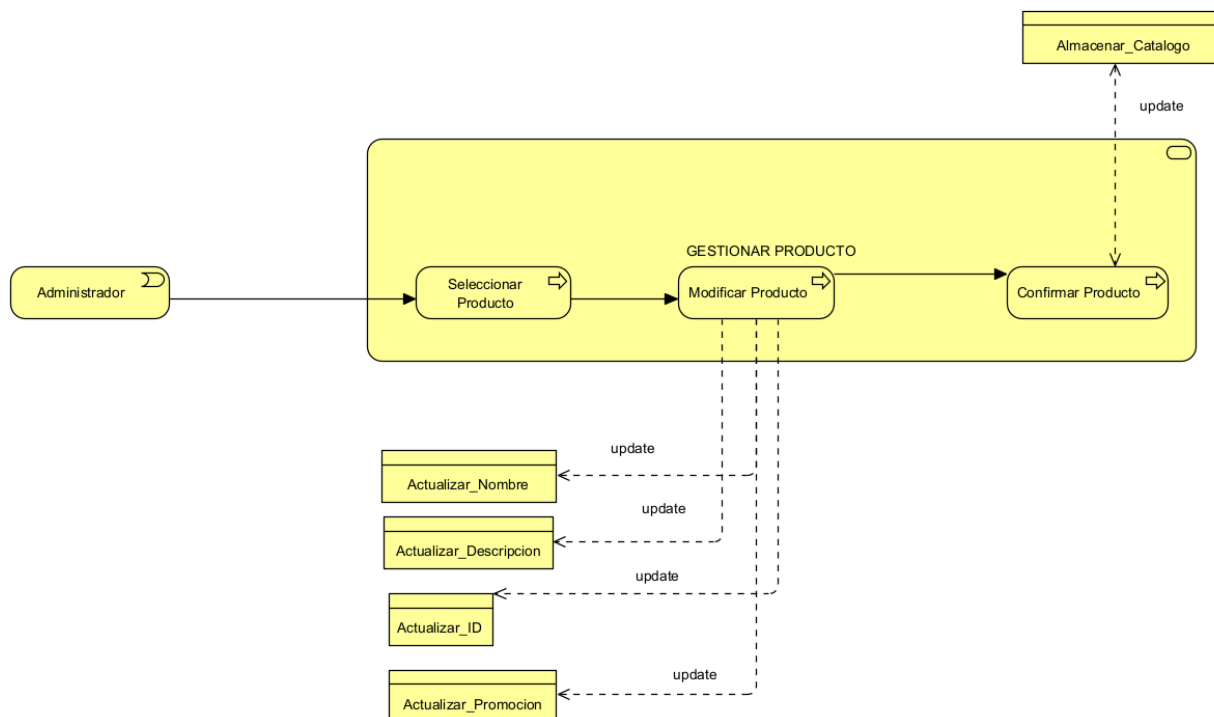 Almacenar_Catalogo
update
GESTIONAR PRODUCTO
Administrador
Seleccionar
Producto
Modificar Producto
Confirmar Producto
update
Actualizar_Nombre
update
Actualizar_Descripcion
update
Actualizar_ID
update
Actualizar_Promocion